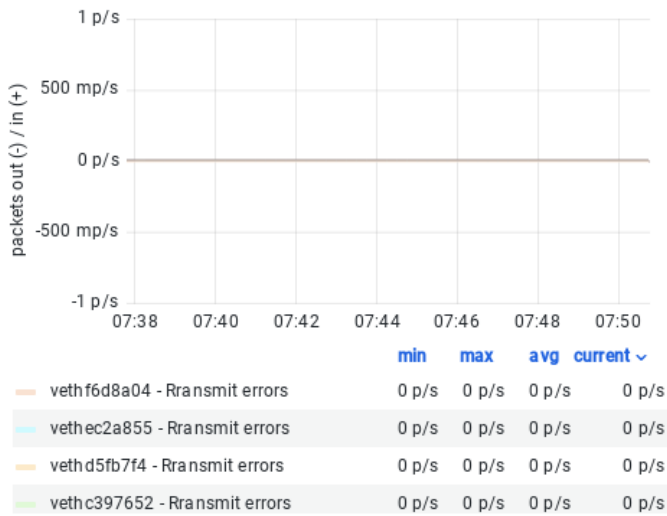 1 p/s
500 mp/s
0 p/s
-500 mp/s
-1 p/s
packets out (-) / in (+)
07:38 07:40 07:42 07:44 07:46 07:48 07:50
min max avg current
vethf6d8a04 - Rransmit errors 0 p/s 0 p/s 0 p/s 0 p/s
vethec2a855 - Rransmit errors 0 p/s 0 p/s 0 p/s 0 p/s
vethd5fb7f4 - Rransmit errors 0 p/s 0 p/s 0 p/s 0 p/s
vethc397652 - Rransmit errors 0 p/s 0 p/s 0 p/s 0 p/s